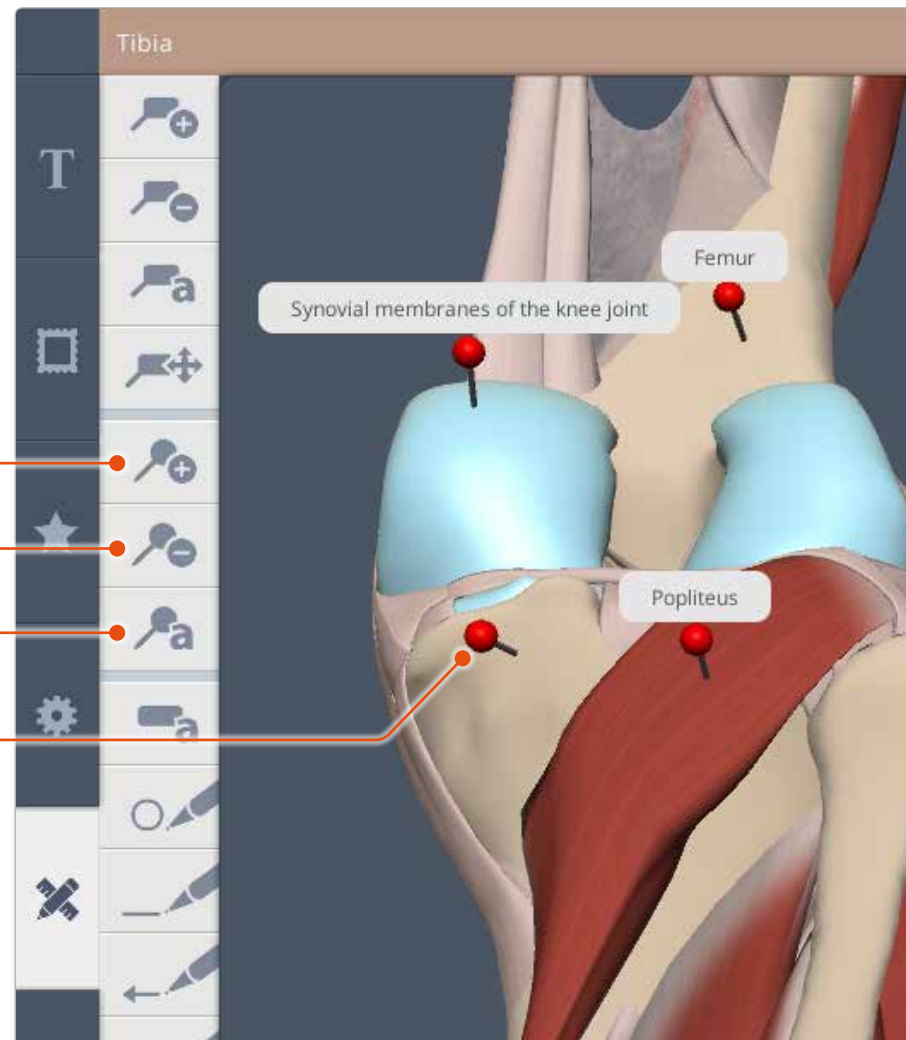 Tibia
T
Femur
Synovial membranes of the knee joint
a
a
Popliteus
a